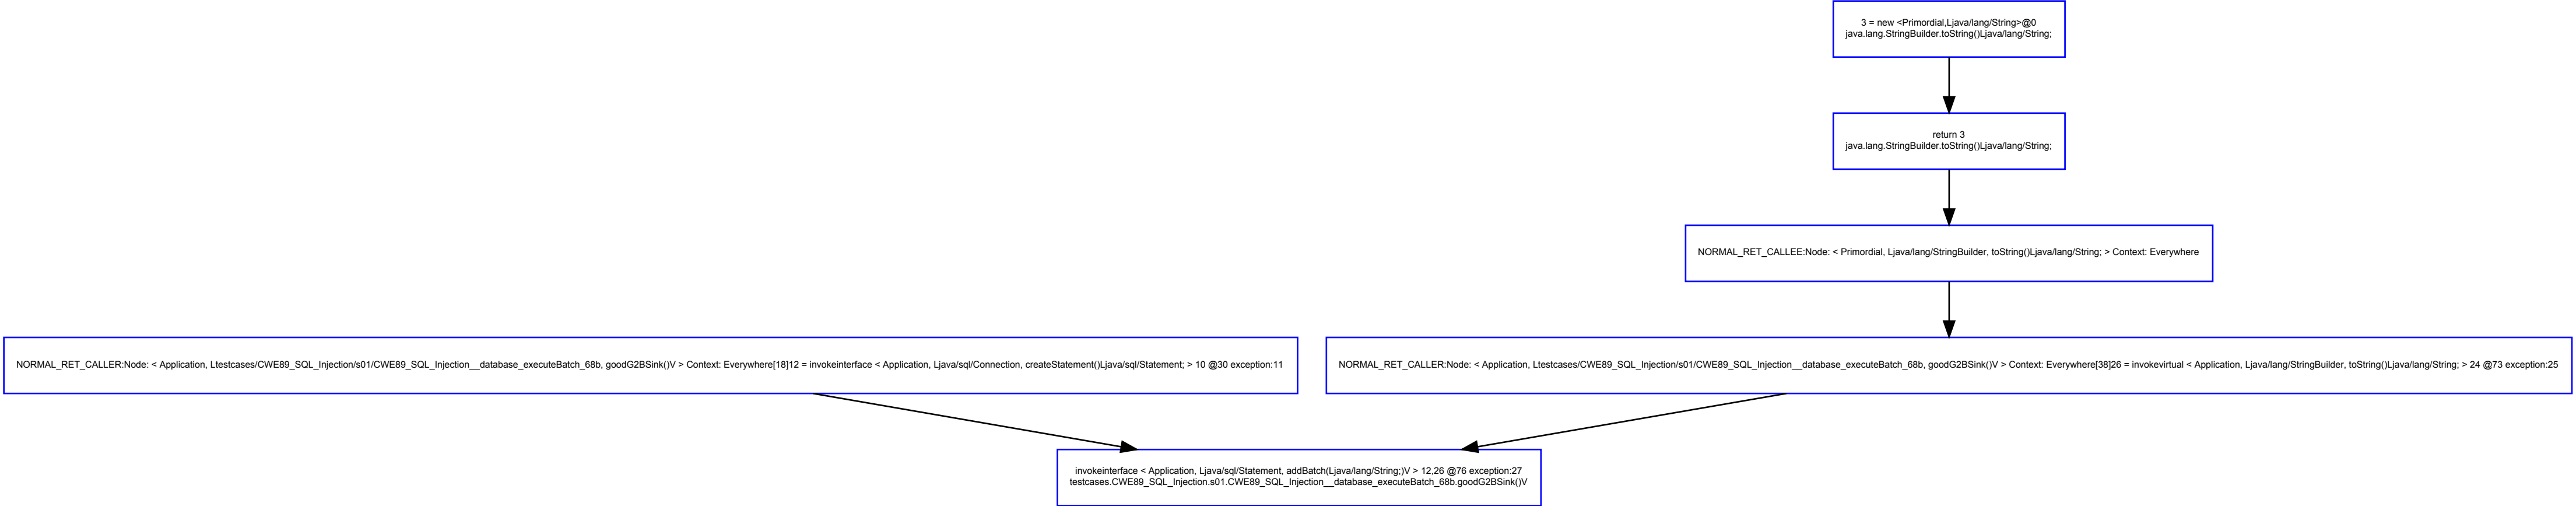 3 = new <Primordial,Ljava/lang/String>@0
java.lang.StringBuilder.toString()Ljava/lang/String;
return 3
java.lang.StringBuilder.toString()Ljava/lang/String;
NORMAL_RET_CALLEE:Node: < Primordial, Ljava/lang/StringBuilder, toString()Ljava/lang/String; > Context: Everywhere
NORMAL_RET_CALLER:Node: < Application, Ltestcases/CWE89_SQL_Injection/s01/CWE89_SQL_Injection__database_executeBatch_68b, goodG2BSink()V > Context: Everywhere[18]12 = invokeinterface < Application, Ljava/sql/Connection, createStatement()Ljava/sql/Statement; > 10 @30 exception:11
NORMAL_RET_CALLER:Node: < Application, Ltestcases/CWE89_SQL_Injection/s01/CWE89_SQL_Injection__database_executeBatch_68b, goodG2BSink()V > Context: Everywhere[38]26 = invokevirtual < Application, Ljava/lang/StringBuilder, toString()Ljava/lang/String; > 24 @73 exception:25
invokeinterface < Application, Ljava/sql/Statement, addBatch(Ljava/lang/String;)V > 12,26 @76 exception:27
testcases.CWE89_SQL_Injection.s01.CWE89_SQL_Injection__database_executeBatch_68b.goodG2BSink()V